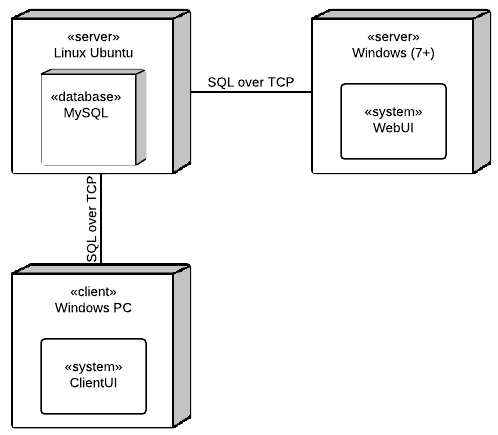 «server»
Linux Ubuntu
«database»
MySQL
SQL over TCP
«server»
Windows (7+)
«system»
WebUI
SQL over TCP
«client»
Windows PC
«system»
ClientUI